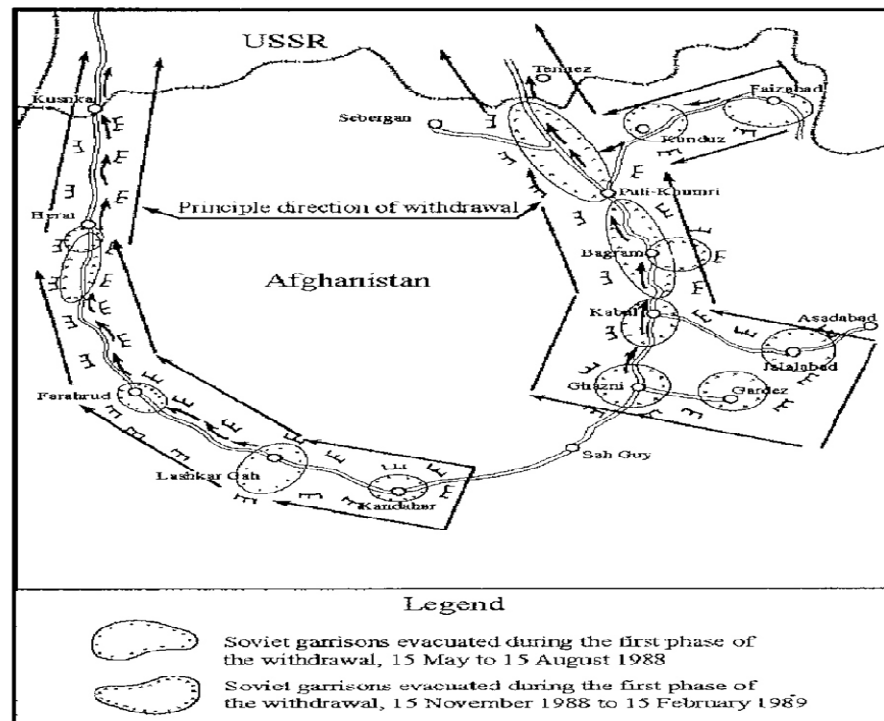 USSR
Termez
Kushka
Faizabad
Sebergan
Kunduz
Puli-Khumri
Herat
Principle direction of withdrawal
Bagram
Afghanistan
Kabul
Asadabad
Jalalabad
Ghazni
Gardez
Farahrud
Sah Guy
Lashkar Gah
Kandahar
Legend
Soviet garrisons evacuated during the first phase of
the withdrawal, 15 May to 15 August 1988
Soviet garrisons evacuated during the first phase of
the withdrawal, 15 November 1988 to 15 February 1989